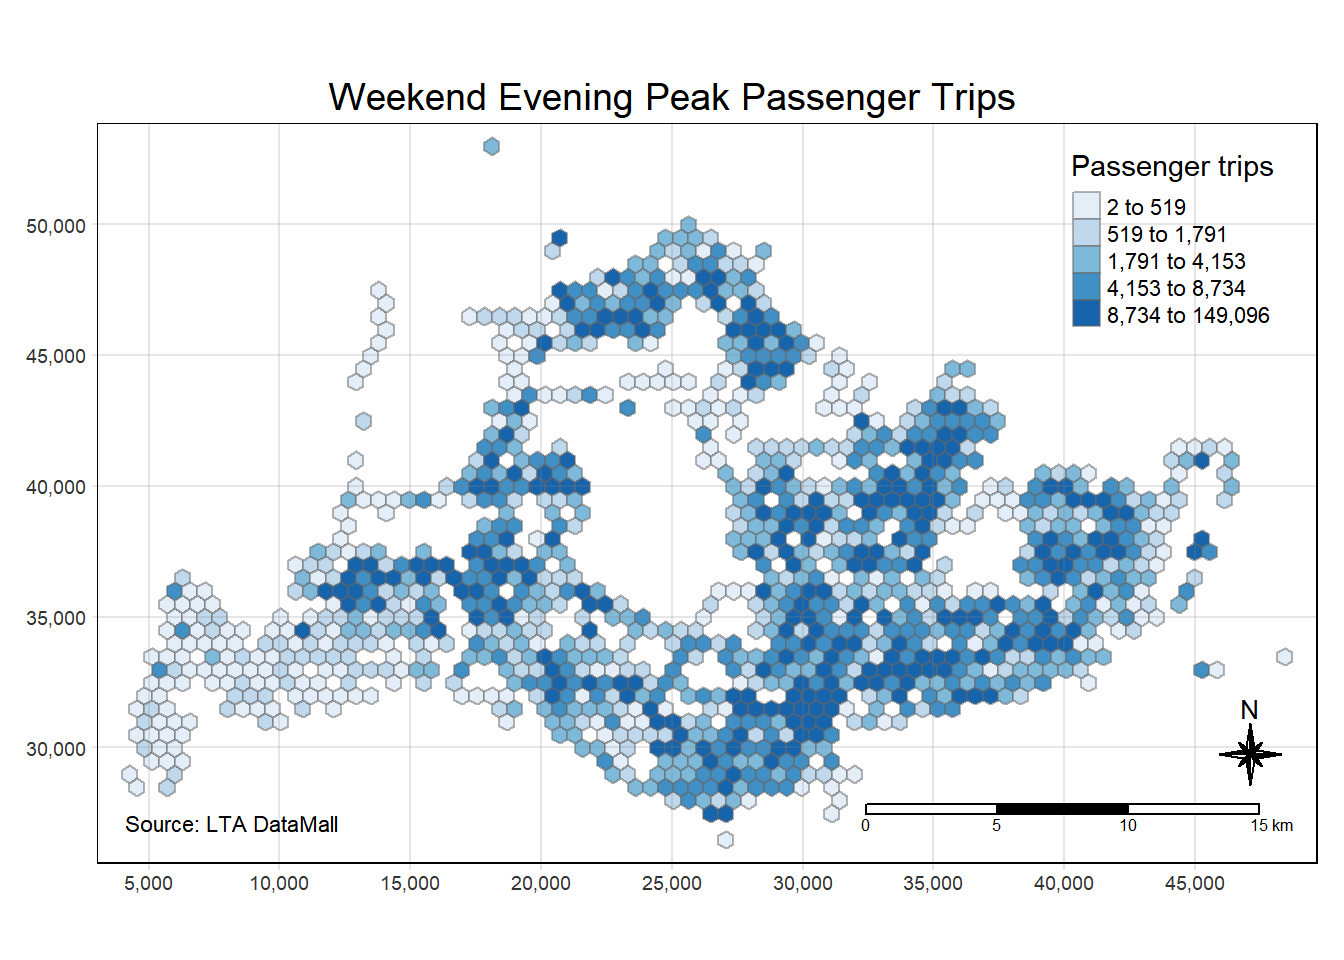 Weekend Evening Peak Passenger Trips
Passenger trips
2 to 519
519 to 1,791
1,791 to 4,153
4,153 to 8,734
8,734 to 149,096
50,000
45,000
40,000
35,000
30,000
N
0 5 10 15 km
Source: LTA DataMall
5,000 10,000 15,000 20,000 25,000 30,000 35,000 40,000 45,000